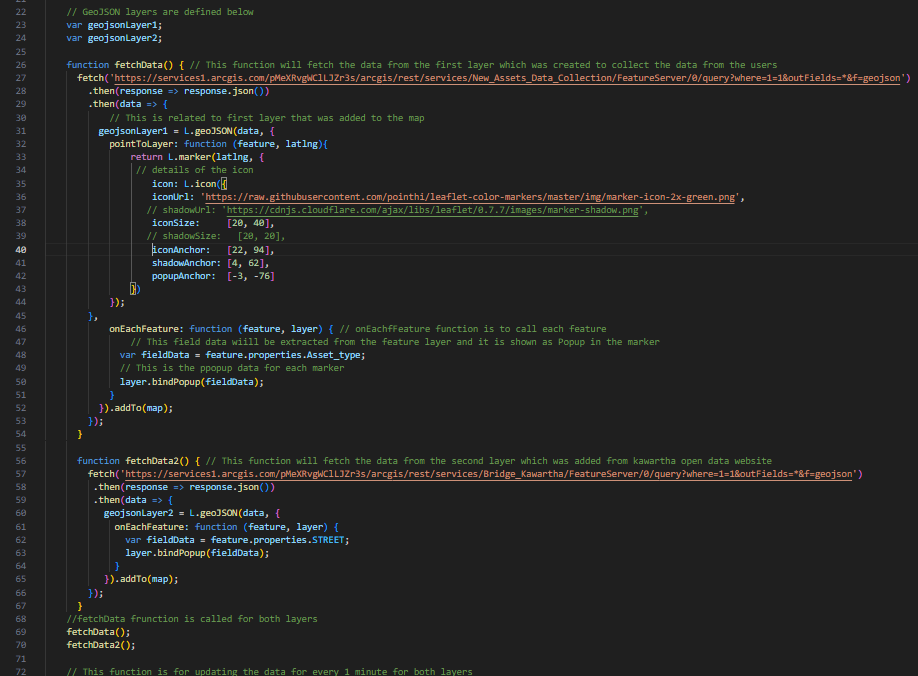 22 // GeoJSON layers are defined below
23 var geojsonLayer1;
24 var geojsonLayer2;
25
26 function fetchData() { // This function will fetch the data from the first layer which was created to collect the data from the users
27 fetch('https://services1.arcgis.com/pMeXRvgWClLJZr3s/arcgis/rest/services/New_Assets_Data_Collection/FeatureServer/0/query?where=1=1&outFields=*&f=geojson')
28 .then(response => response.json())
29 .then(data => {
30 // This is related to first layer that was added to the map
31 geojsonLayer1 = L.geoJSON(data, {
32 pointToLayer: function (feature, latlng){
33 return L.marker(latlng, {
34 // details of the icon
35 icon: L.icon({
36 iconUrl: 'https://raw.githubusercontent.com/pointhi/leaflet-color-markers/master/img/marker-icon-2x-green.png',
37 // shadowUrl: 'https://cdnjs.cloudflare.com/ajax/libs/leaflet/0.7.7/images/marker-shadow.png',
38 iconSize: [20, 40],
39 // shadowSize: [20, 20],
40 iconAnchor: [22, 94],
41 shadowAnchor: [4, 62],
42 popupAnchor: [-3, -76]
43 })
44 });
45 },
46 onEachFeature: function (feature, layer) { // onEachfFeature function is to call each feature
47 // This field data wiill be extracted from the feature layer and it is shown as Popup in the marker
48 var fieldData = feature.properties.Asset_type;
49 // This is the ppopup data for each marker
50 layer.bindPopup(fieldData);
51 }
52 }).addTo(map);
53 });
54 }
55
56 function fetchData2() { // This function will fetch the data from the second layer which was added from kawartha open data website
57 fetch('https://services1.arcgis.com/pMeXRvgWClLJZr3s/arcgis/rest/services/Bridge_Kawartha/FeatureServer/0/query?where=1=1&outFields=*&f=geojson')
58 .then(response => response.json())
59 .then(data => {
60 geojsonLayer2 = L.geoJSON(data, {
61 onEachFeature: function (feature, layer) {
62 var fieldData = feature.properties.STREET;
63 layer.bindPopup(fieldData);
64 }
65 }).addTo(map);
66 });
67 }
68 //fetchData frunction is called for both layers
69 fetchData();
70 fetchData2();
71
72 // This function is for updating the data for every 1 minute for both layers